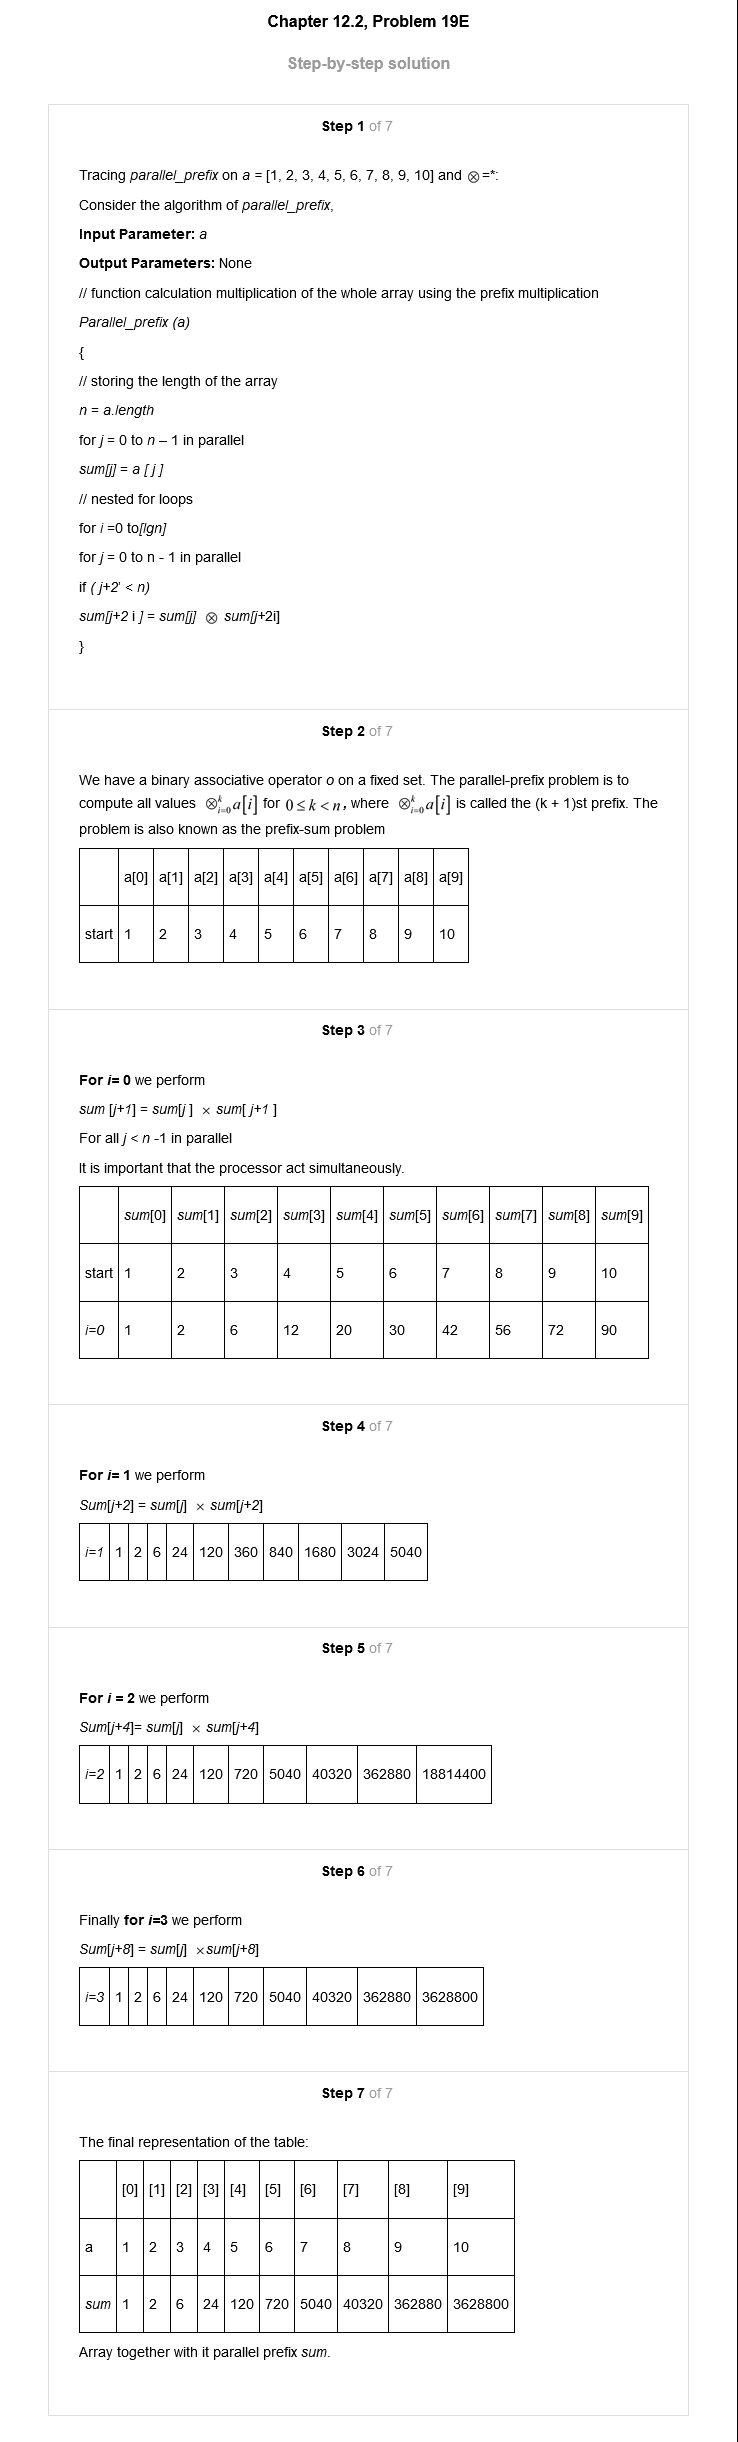 Chapter 12.2, Problem 19E
Step-by-step solution
Step 1 of 7
Tracing parallel_prefix on a = [1, 2, 3, 4, 5, 6, 7, 8, 9, 10] and ⊗=*:
Consider the algorithm of parallel_prefix,
Input Parameter: a
Output Parameters: None
// function calculation multiplication of the whole array using the prefix multiplication
Parallel_prefix (a)
{
// storing the length of the array
n = a.length
for j = 0 to n – 1 in parallel
sum[j] = a [ j ]
// nested for loops
for i =0 to[lgn]
for j = 0 to n - 1 in parallel
if ( j+2' < n)
sum[j+2 i ] = sum[j] ⊗ sum[j+2i]
}
Step 2 of 7
We have a binary associative operator o on a fixed set. The parallel-prefix problem is to
compute all values ⊗ᵏᵢ₌₀ a[i] for 0 ≤ k < n, where ⊗ᵏᵢ₌₀ a[i] is called the (k + 1)st prefix. The
problem is also known as the prefix-sum problem
a[0] a[1] a[2] a[3] a[4] a[5] a[6] a[7] a[8] a[9]
start 1 2 3 4 5 6 7 8 9 10
Step 3 of 7
For i= 0 we perform
sum [j+1] = sum[j ] × sum[ j+1 ]
For all j < n -1 in parallel
It is important that the processor act simultaneously.
sum[0] sum[1] sum[2] sum[3] sum[4] sum[5] sum[6] sum[7] sum[8] sum[9]
start 1 2 3 4 5 6 7 8 9 10
i=0 1 2 6 12 20 30 42 56 72 90
Step 4 of 7
For i= 1 we perform
Sum[j+2] = sum[j] × sum[j+2]
i=1 1 2 6 24 120 360 840 1680 3024 5040
Step 5 of 7
For i = 2 we perform
Sum[j+4]= sum[j] × sum[j+4]
i=2 1 2 6 24 120 720 5040 40320 362880 18814400
Step 6 of 7
Finally for i=3 we perform
Sum[j+8] = sum[j] ×sum[j+8]
i=3 1 2 6 24 120 720 5040 40320 362880 3628800
Step 7 of 7
The final representation of the table:
[0] [1] [2] [3] [4] [5] [6] [7] [8] [9]
a 1 2 3 4 5 6 7 8 9 10
sum 1 2 6 24 120 720 5040 40320 362880 3628800
Array together with it parallel prefix sum.